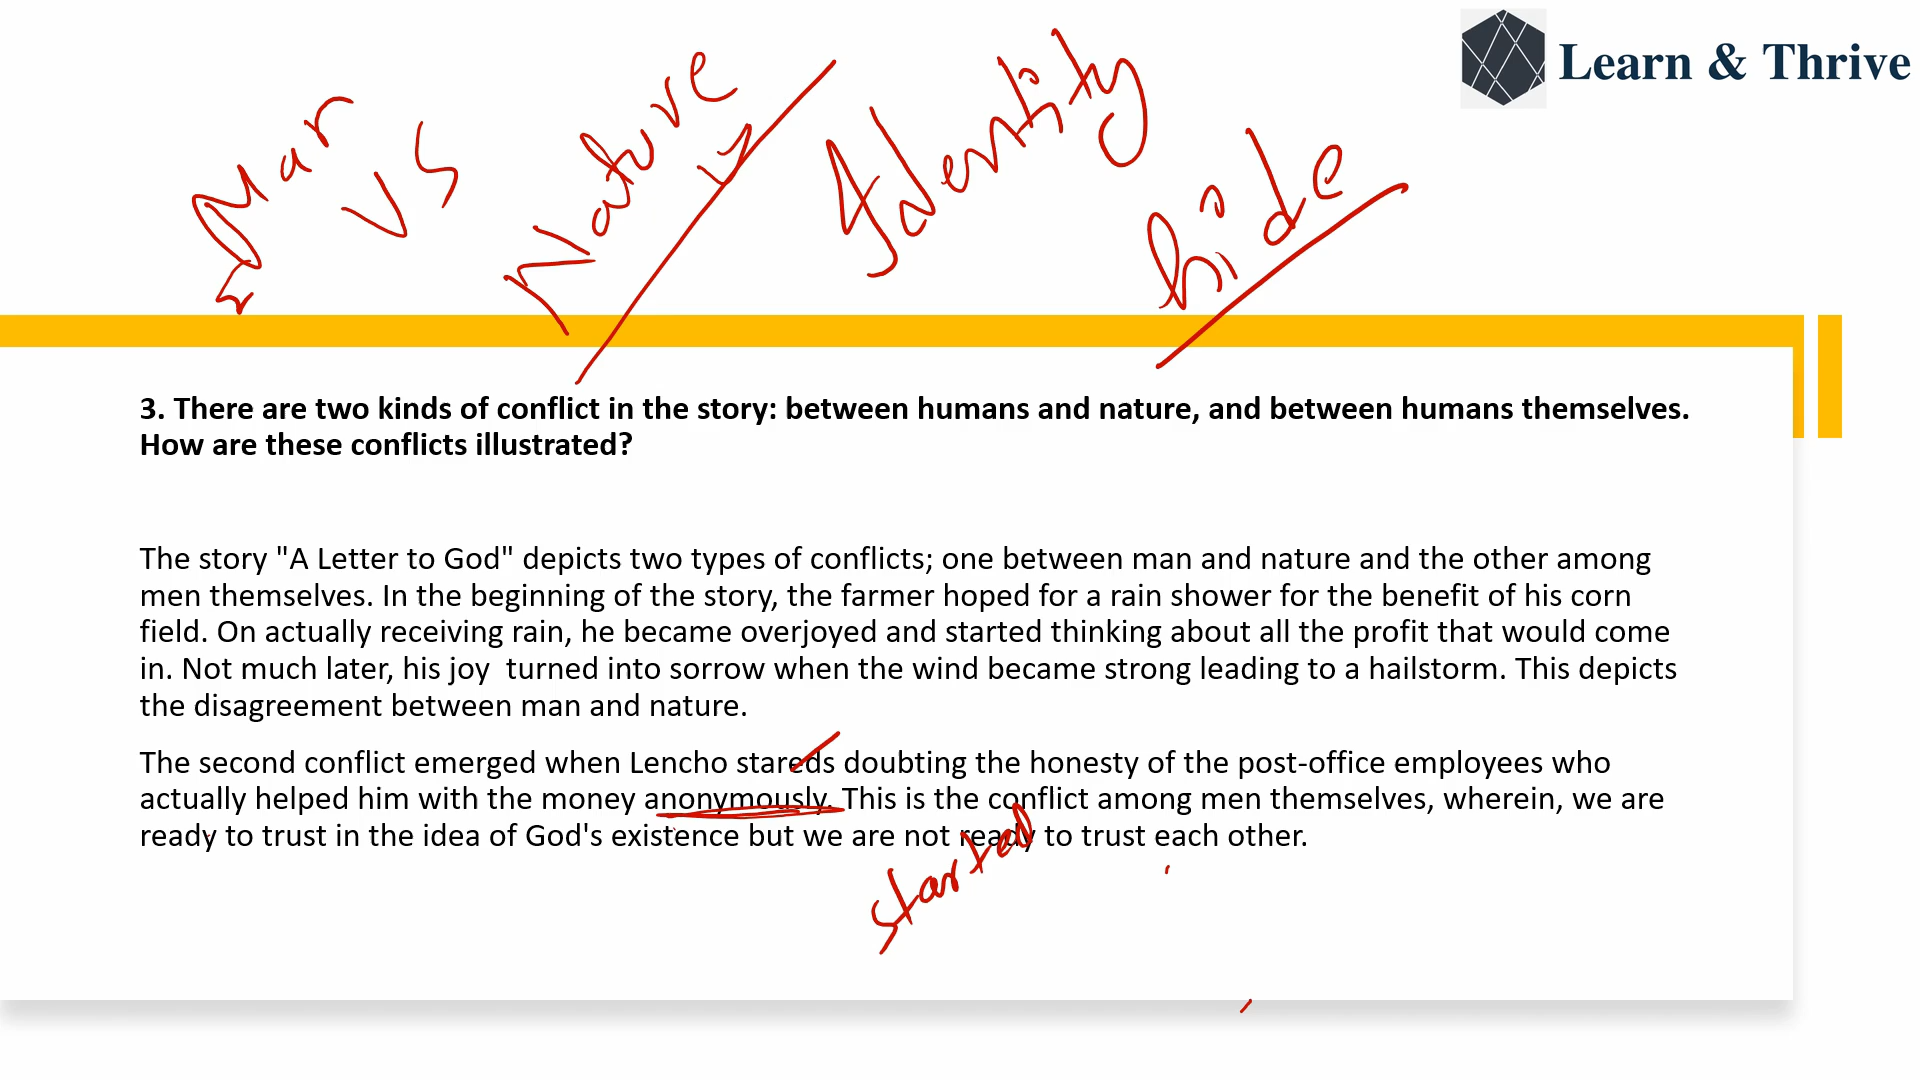 Learn & Thrive
Man
VS
Nature
Identity
hide
3. There are two kinds of conflict in the story: between humans and nature, and between humans themselves.
How are these conflicts illustrated?
The story "A Letter to God" depicts two types of conflicts; one between man and nature and the other among
men themselves. In the beginning of the story, the farmer hoped for a rain shower for the benefit of his corn
field. On actually receiving rain, he became overjoyed and started thinking about all the profit that would come
in. Not much later, his joy turned into sorrow when the wind became strong leading to a hailstorm. This depicts
the disagreement between man and nature.
The second conflict emerged when Lencho stareds doubting the honesty of the post-office employees who
actually helped him with the money anonymously. This is the conflict among men themselves, wherein, we are
ready to trust in the idea of God's existence but we are not ready to trust each other.
started